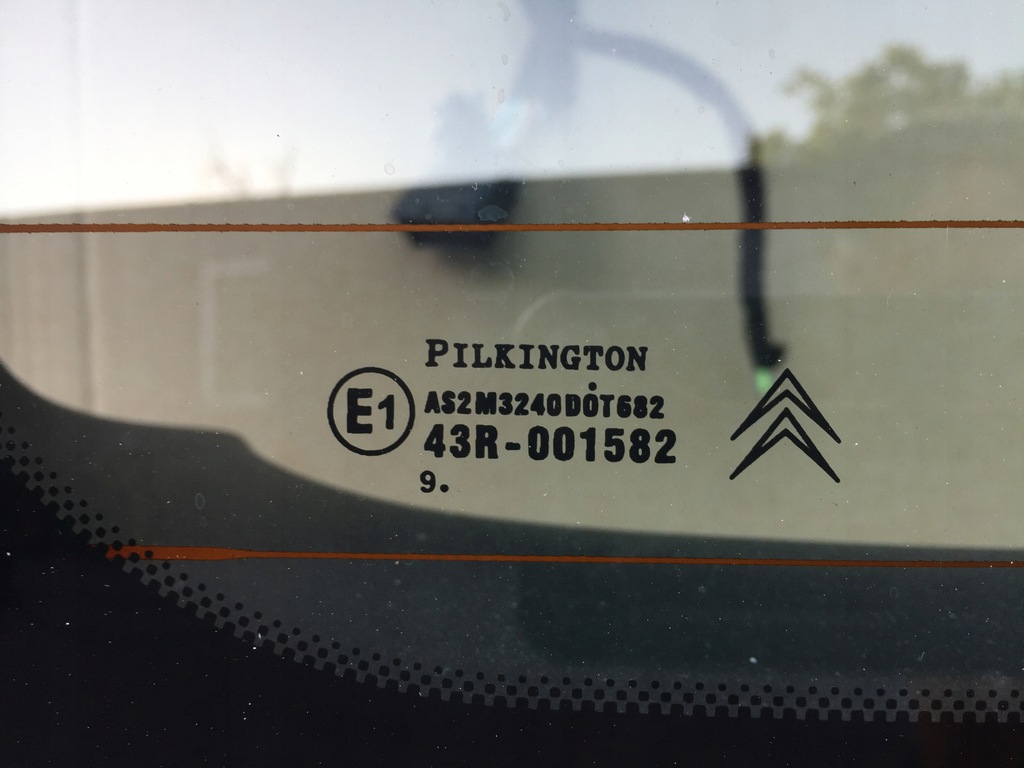 PILKINGTON
E1
AS2M3240DOT682
43R-001582
9.